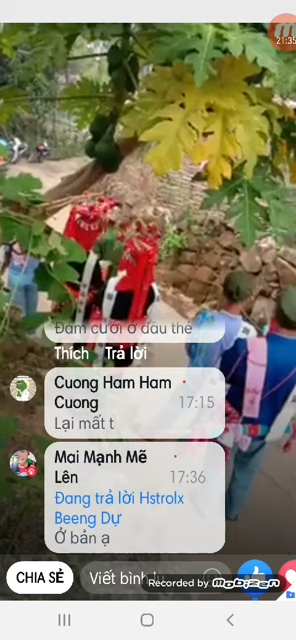 21:35
Đám cưới ở đâu thế
Thích Trả lời
Cuong Ham Ham
Cuong 17:15
Lại mất t
Mai Mạnh Mẽ
Lên 17:36
Đang trả lời Hstrolx
Beeng Dự
Ở bản ạ
CHIA SẺ Viết bình
Recorded by mobizen